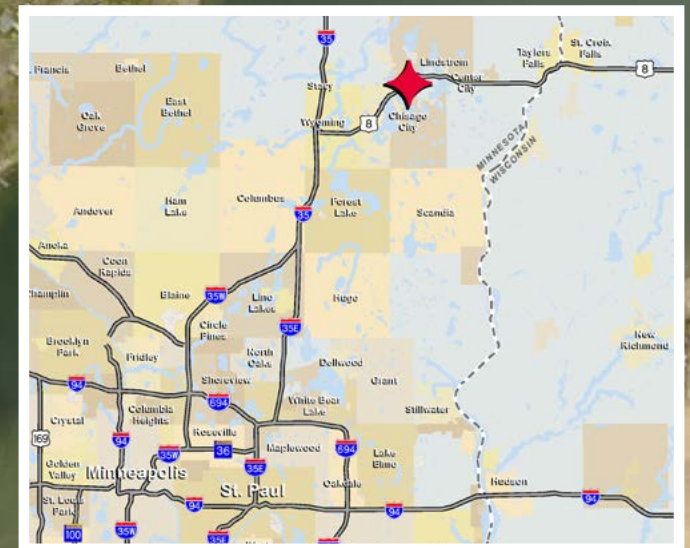 35
St. Croix
Falls
Taylors
Falls
Lindstrom
8
. Francis
Bethel
Center
City
Stacy
East
Bethel
Oak
Grove
Wyoming
8
Chisago
City
MINNESOTA
WISCONSIN
Ham
Lake
Columbus
Forest
Lake
Andover
35
Scandia
Anoka
Coon
Rapids
Champlin
Blaine
35W
Lino
Lakes
Hugo
Circle
Pines
35E
Brooklyn
Park
New
Richmond
Fridley
North
Oaks
Dellwood
Shoreview
Grant
94
694
White Bear
Lake
Columbia
Heights
Stillwater
Crystal
Roseville
169
94
35W
36
Maplewood
694
Lake
Elmo
35E
Golden
Valley
Minneapolis
Oakdale
Hudson
St. Paul
St. Louis
Park
94
94
94
100
35W
35E
694